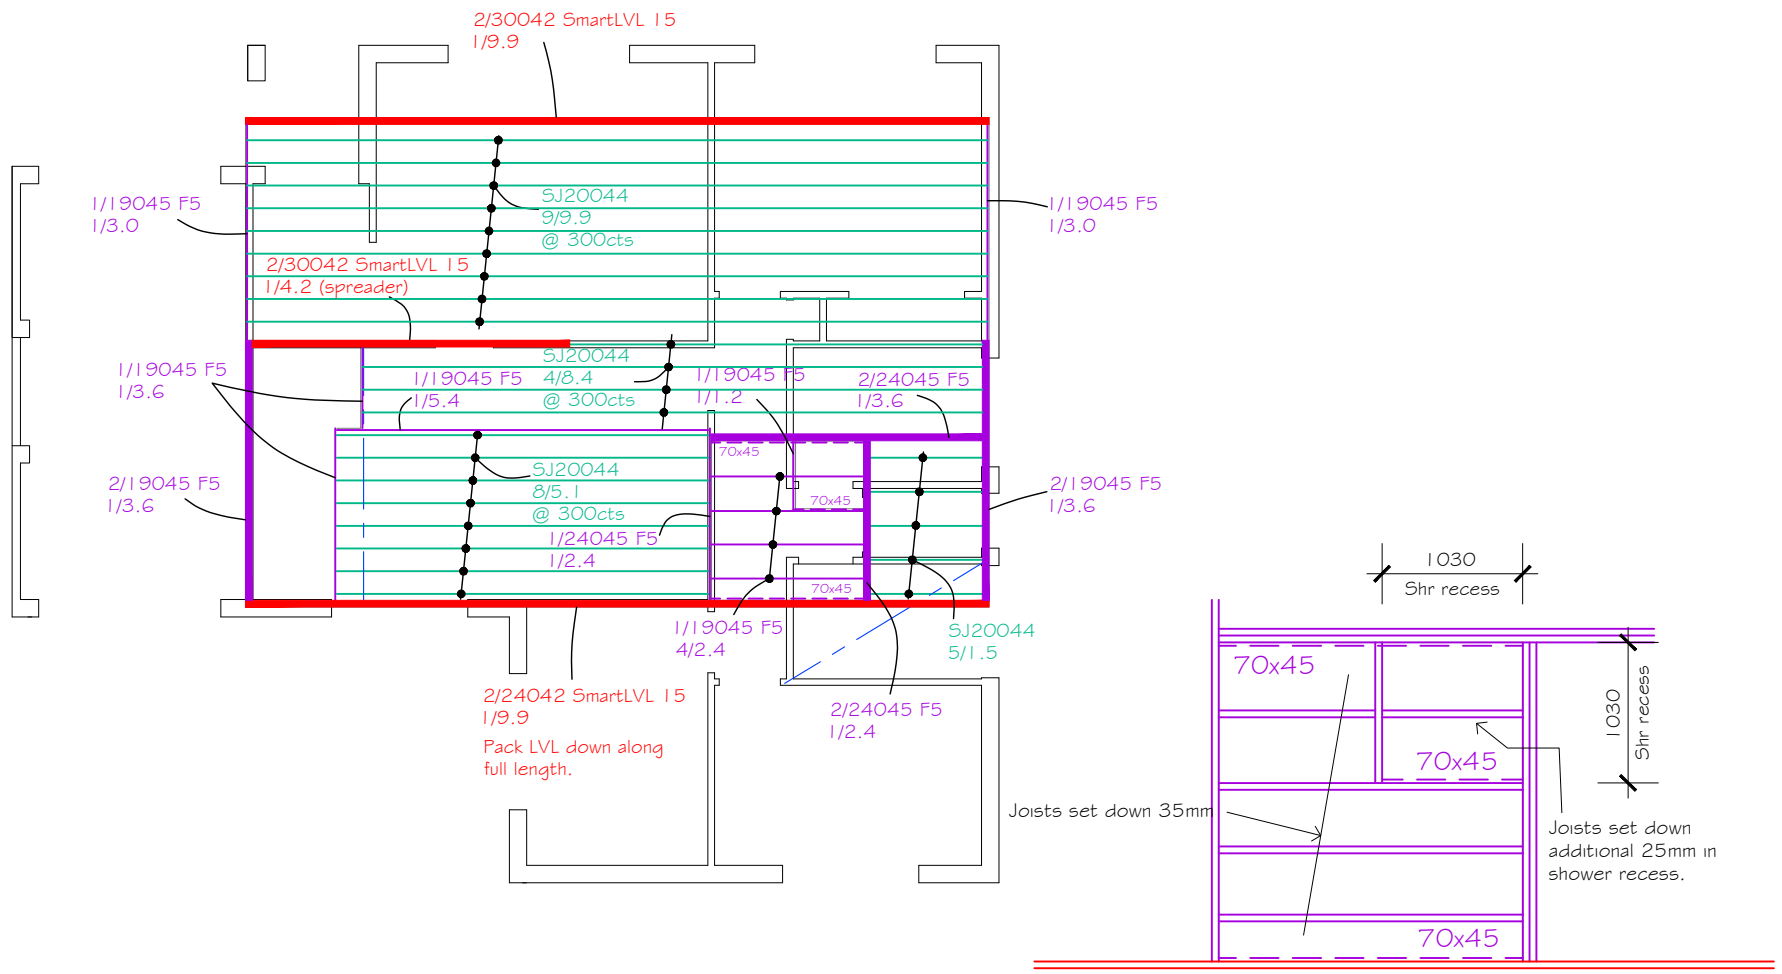 2/30042 SmartLVL 15
1/9.9
1/19045 F5
1/3.0
SJ20044
9/9.9
@ 300cts
1/19045 F5
1/3.0
2/30042 SmartLVL 15
1/4.2 (spreader)
1/19045 F5
1/3.6
SJ20044
4/8.4
@ 300cts
1/19045 F5
1/5.4
1/19045 F5
1/1.2
2/24045 F5
1/3.6
70x45
2/19045 F5
1/3.6
SJ20044
8/5.1
@ 300cts
70x45
2/19045 F5
1/3.6
1/24045 F5
1/2.4
70x45
1/19045 F5
4/2.4
SJ20044
5/1.5
2/24042 SmartLVL 15
1/9.9
Pack LVL down along
full length.
2/24045 F5
1/2.4
1030
Shr recess
70x45
1030
Shr recess
70x45
Joists set down 35mm
Joists set down
additional 25mm in
shower recess.
70x45